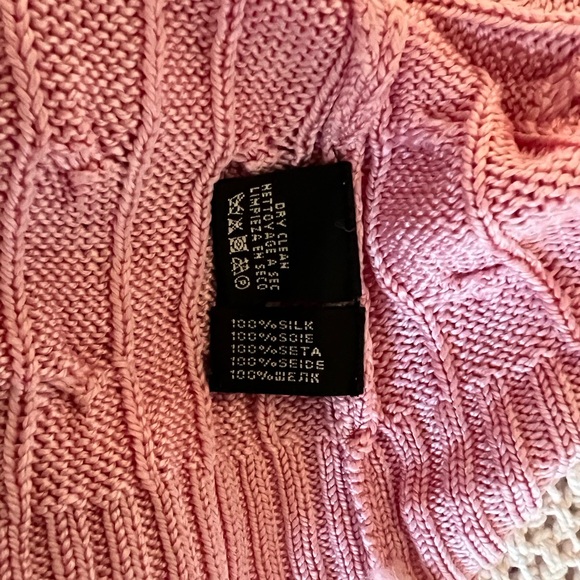 DRY CLEAN
NETTOYAGE A SEC
LIMPIEZA EN SECO
P
100%SILK
100%SOIE
100%SETA
100%SEIDE
100%ШЕЛК